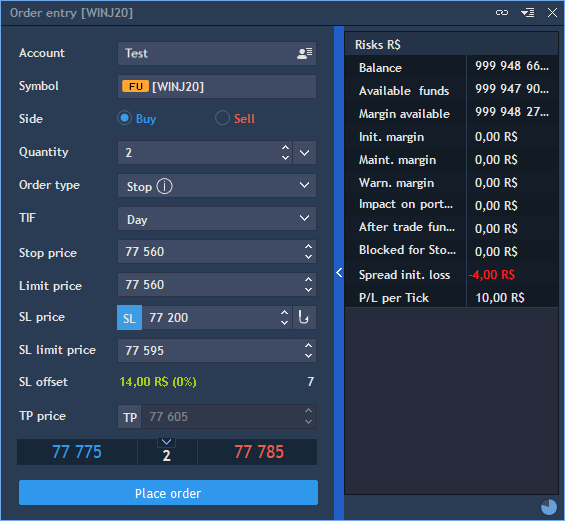 Order entry [WINJ20]
Account Test
Symbol FU [WINJ20]
Side Buy Sell
Quantity 2
Order type Stop
TIF Day
Stop price 77 560
Limit price 77 560
SL price SL 77 200
SL limit price 77 595
SL offset 14,00 R$ (0%) 7
TP price TP 77 605
77 775 2 77 785
Place order
Risks R$
Balance 999 948 66...
Available funds 999 947 90...
Margin available 999 948 27...
Init. margin 0,00 R$
Maint. margin 0,00 R$
Warn. margin 0,00 R$
Impact on port... 0,00 R$
After trade fun... 0,00 R$
Blocked for Sto... 0,00 R$
Spread init. loss -4,00 R$
P/L per Tick 10,00 R$